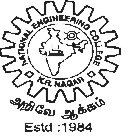 NATIONAL ENGINEERING COLLEGE
K.R. NAGAR
அறிவே ஆக்கம்
Estd :1984